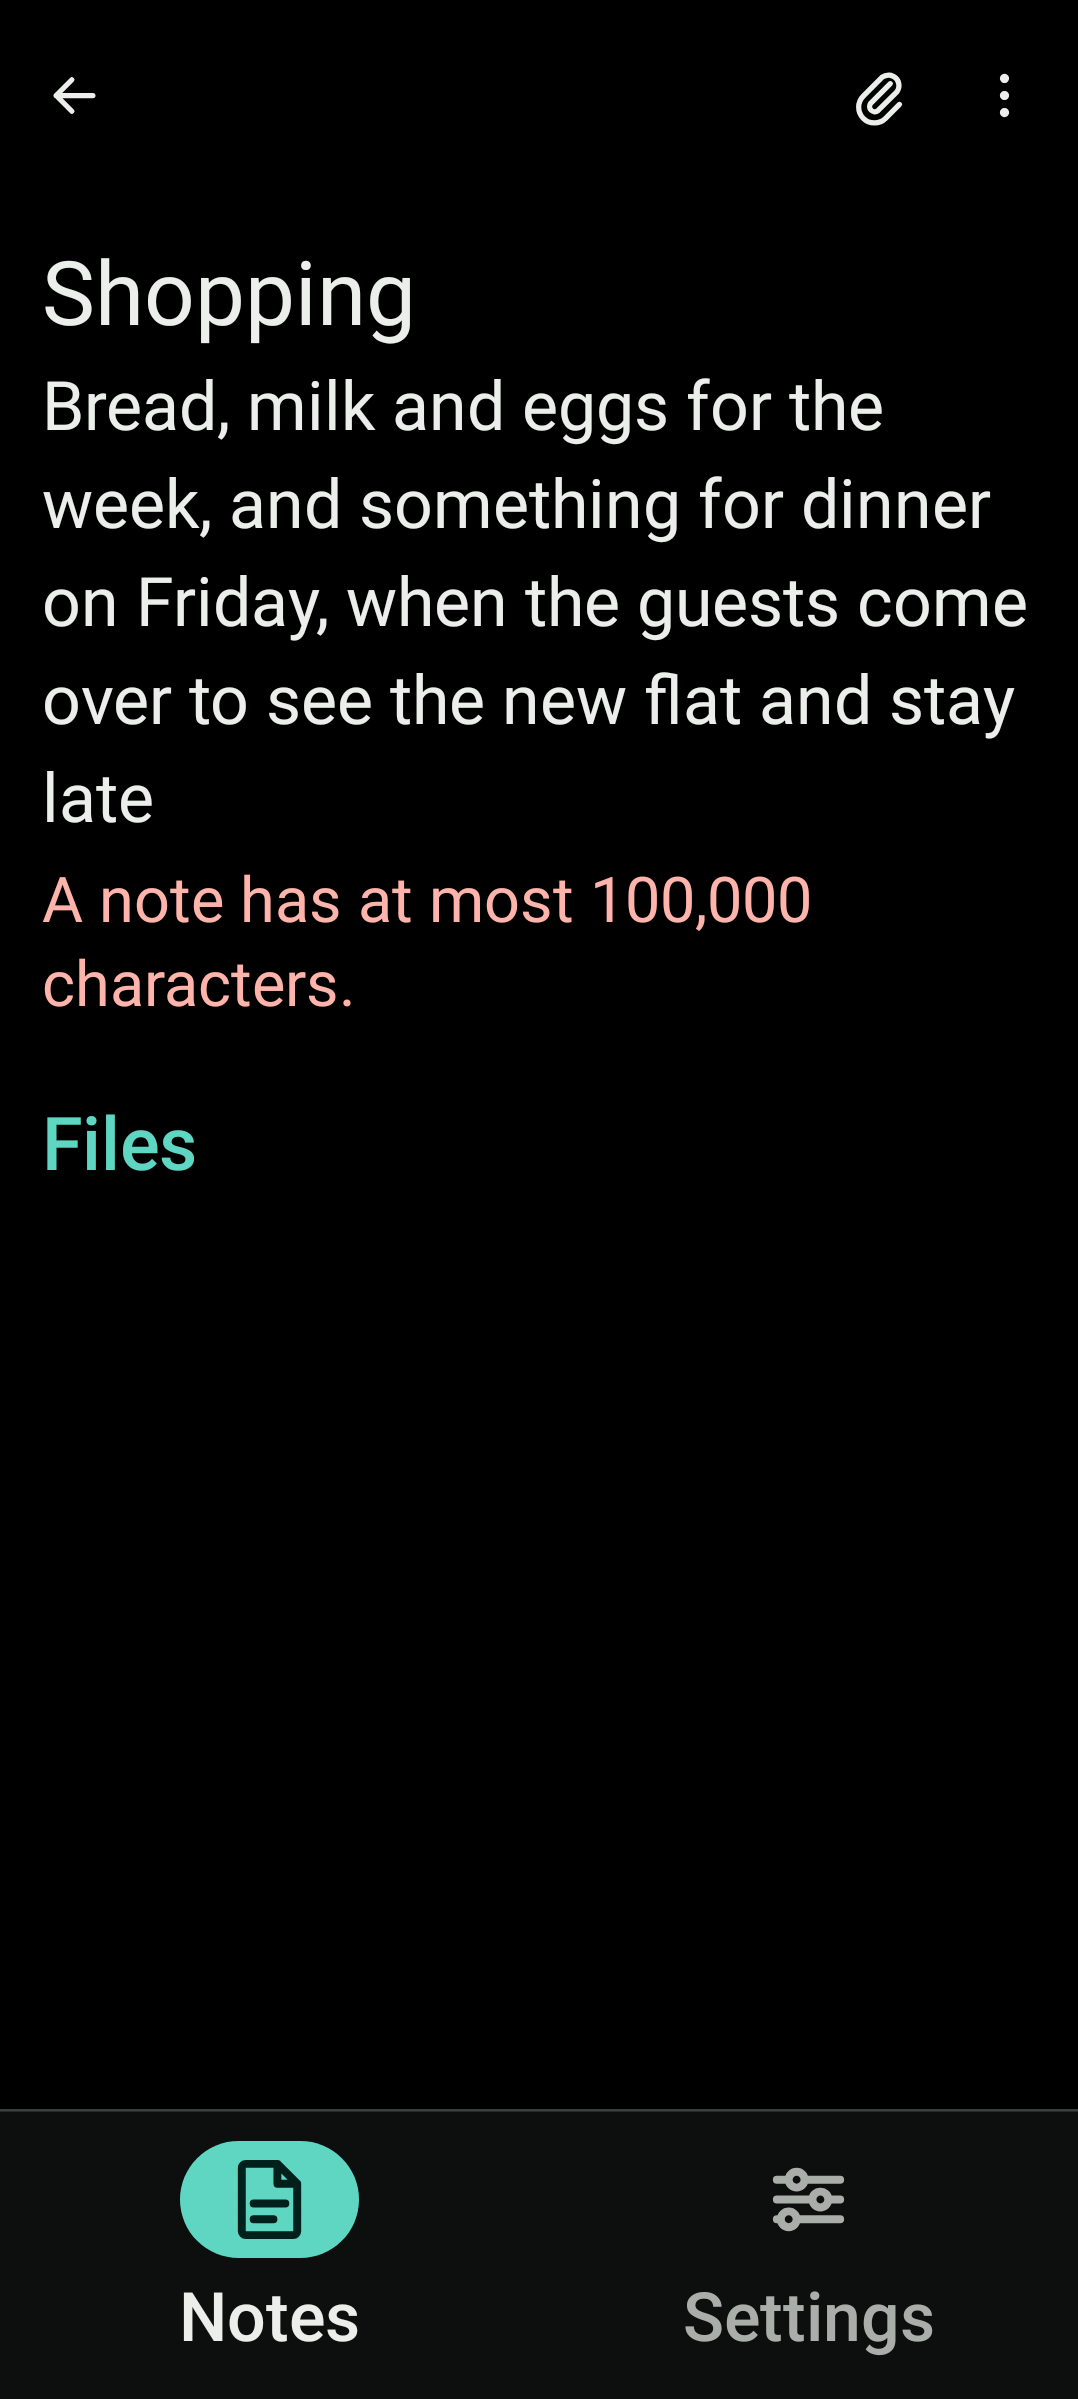 Shopping
Bread, milk and eggs for the
week, and something for dinner
on Friday, when the guests come
over to see the new flat and stay
late
A note has at most 100,000
characters.
Files
Notes
Settings